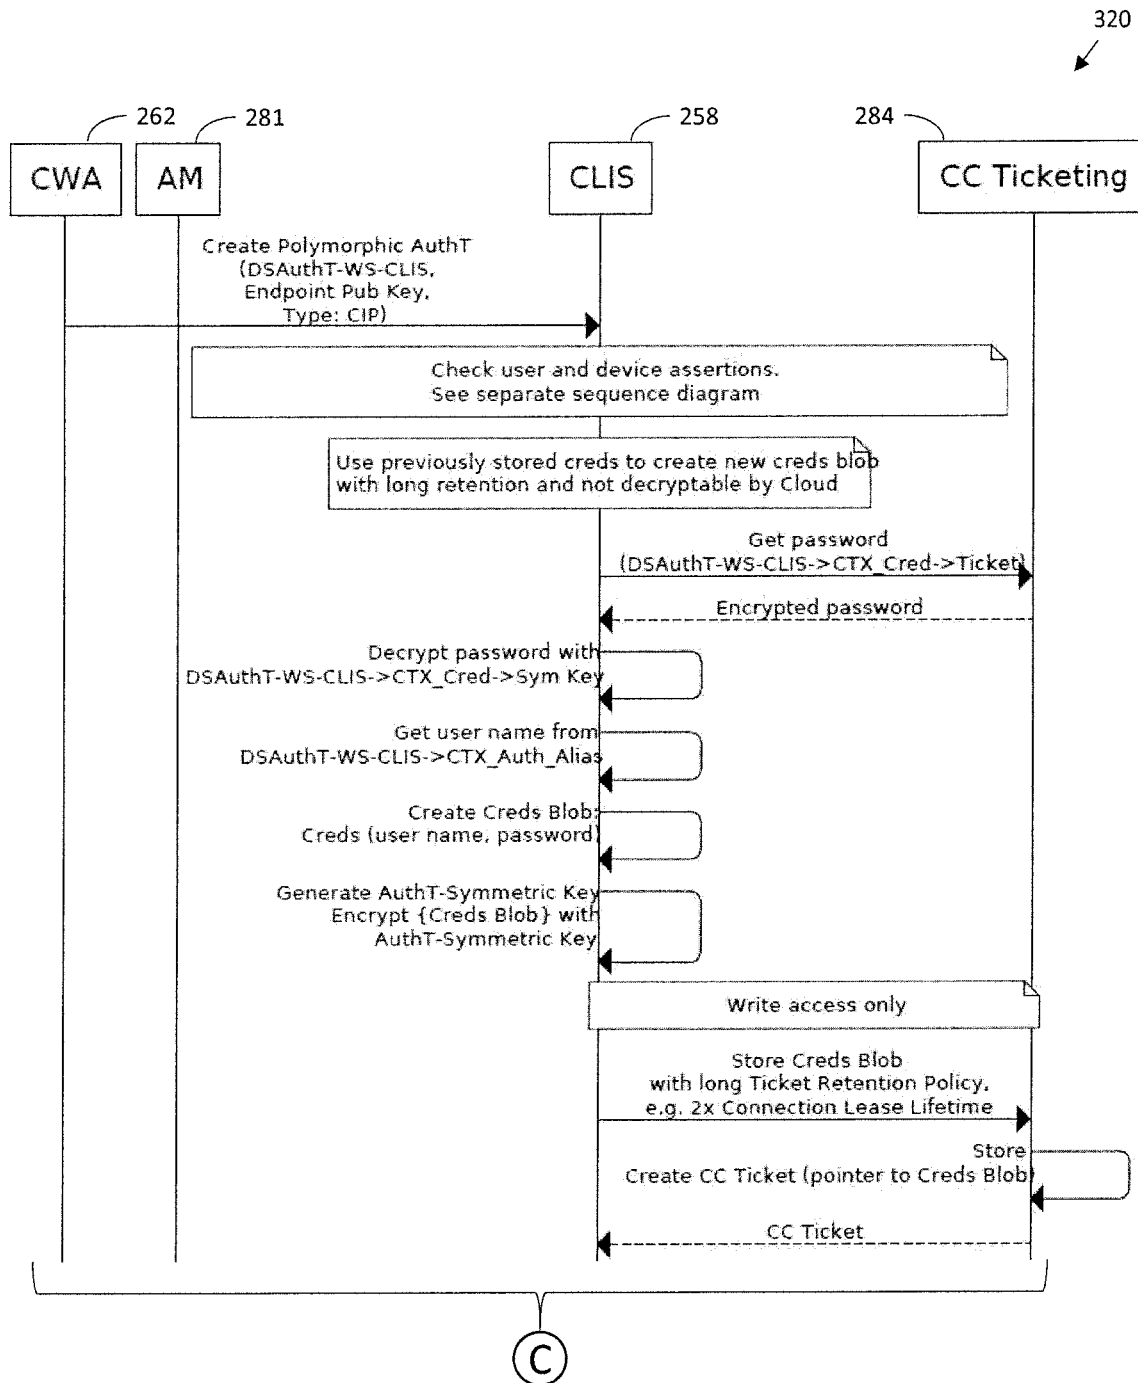 320
262
281
258
284
CWA
AM
CLIS
CC Ticketing
Create Polymorphic AuthT
(DSAuthT-WS-CLIS,
Endpoint Pub Key,
Type: CIP)
Check user and device assertions.
See separate sequence diagram
Use previously stored creds to create new creds blob
with long retention and not decryptable by Cloud
Get password
(DSAuthT-WS-CLIS->CTX_Cred->Ticket)
Encrypted password
Decrypt password with
DSAuthT-WS-CLIS->CTX_Cred->Sym Key
Get user name from
DSAuthT-WS-CLIS->CTX_Auth_Alias
Create Creds Blob:
Creds (user name, password)
Generate AuthT-Symmetric Key
Encrypt {Creds Blob} with
AuthT-Symmetric Key
Write access only
Store Creds Blob
with long Ticket Retention Policy,
e.g. 2x Connection Lease Lifetime
Store
Create CC Ticket (pointer to Creds Blob)
CC Ticket
C